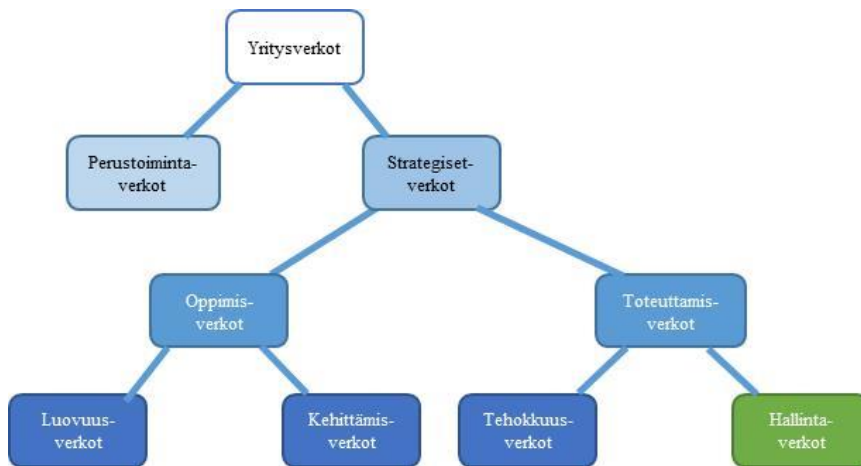 Yritysverkot
Perustoiminta-
verkot
Strategiset-
verkot
Oppimis-
verkot
Toteuttamis-
verkot
Luovuus-
verkot
Kehittämis-
verkot
Tehokkuus-
verkot
Hallinta-
verkot